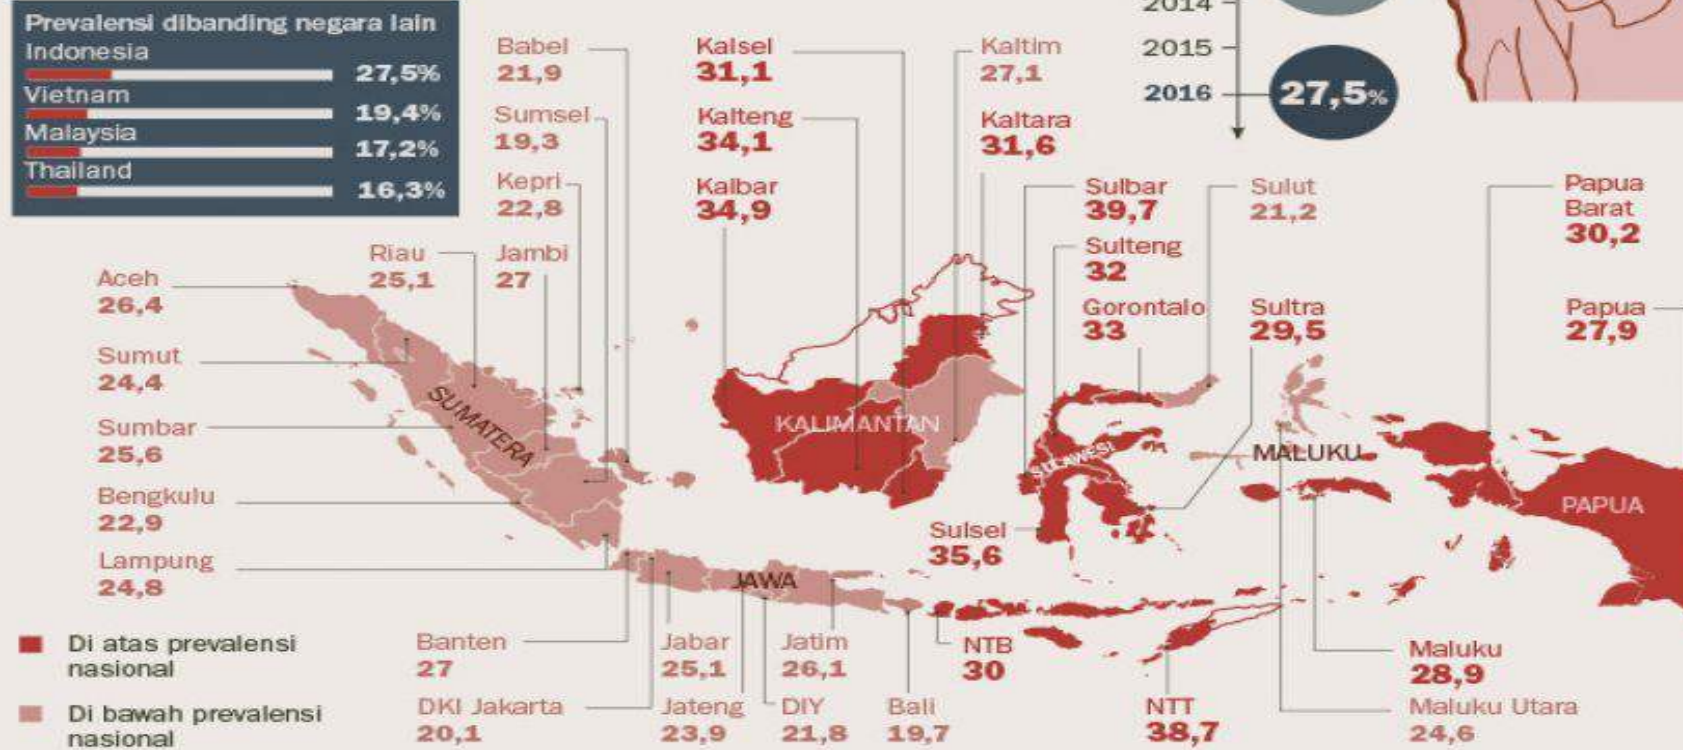 Prevalensi dibanding negara lain
Indonesia
27,5%
Vietnam
19,4%
Malaysia
17,2%
Thailand
16,3%
2014
2015
2016
27,5%
Babel
21,9
Sumsel
19,3
Kepri
22,8
Riau
25,1
Jambi
27
Aceh
26,4
Sumut
24,4
Sumbar
25,6
Bengkulu
22,9
Lampung
24,8
Kalsel
31,1
Kalteng
34,1
Kalbar
34,9
Kaltim
27,1
Kaltara
31,6
Sulbar
39,7
Sulteng
32
Gorontalo
33
Sulut
21,2
Sultra
29,5
Papua
Barat
30,2
Papua
27,9
SUMATERA
KALIMANTAN
SULAWESI
MALUKU
PAPUA
JAWA
Sulsel
35,6
Di atas prevalensi
nasional
Di bawah prevalensi
nasional
Banten
27
DKI Jakarta
20,1
Jabar
25,1
Jateng
23,9
Jatim
26,1
DIY
21,8
Bali
19,7
NTB
30
NTT
38,7
Maluku
28,9
Maluku Utara
24,6